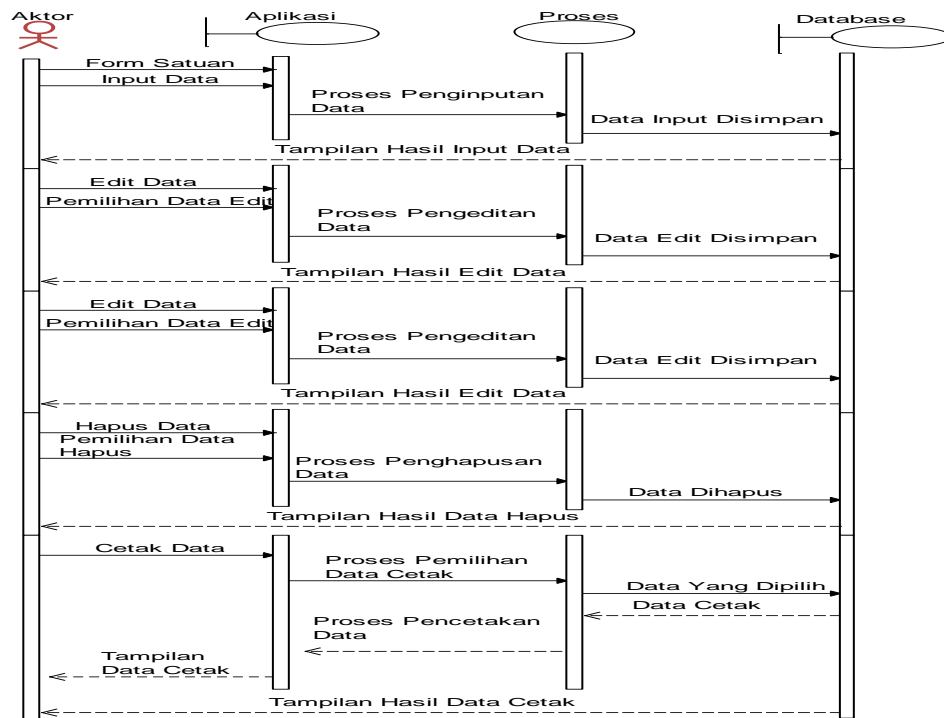 Aktor
Aplikasi
Proses
Database
Form Satuan
Input Data
Proses Penginputan
Data
Data Input Disimpan
Tampilan Hasil Input Data
Edit Data
Pemilihan Data Edit
Proses Pengeditan
Data
Data Edit Disimpan
Tampilan Hasil Edit Data
Edit Data
Pemilihan Data Edit
Proses Pengeditan
Data
Data Edit Disimpan
Tampilan Hasil Edit Data
Hapus Data
Pemilihan Data
Hapus
Proses Penghapusan
Data
Data Dihapus
Tampilan Hasil Data Hapus
Cetak Data
Proses Pemilihan
Data Cetak
Data Yang Dipilih
Data Cetak
Proses Pencetakan
Data
Tampilan
Data Cetak
Tampilan Hasil Data Cetak